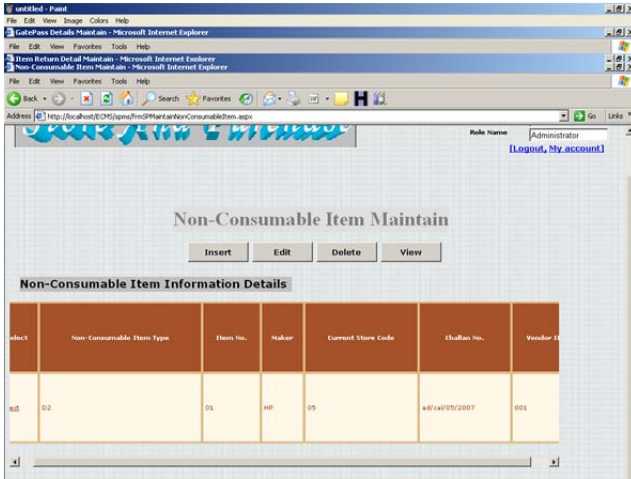 untitled - Paint
File Edit View Image Colors Help
GatePass Details Maintain - Microsoft Internet Explorer
File Edit View Favorites Tools Help
Item Return Detail Maintain - Microsoft Internet Explorer
Non-Consumable Item Maintain - Microsoft Internet Explorer
File Edit View Favorites Tools Help
Back Search Favorites
Address http://localhost/ECMS/spms/FrmSPMaintainNonConsumableItem.aspx Go Links
Role Name Administrator
[Logout, My account]
Non-Consumable Item Maintain
Insert Edit Delete View
Non-Consumable Item Information Details
elect Non-Consumable Item Type Item No. Maker Current Store Code Challan No. Vendor I
D2 01 HP 05 ad/cal/05/2007 001